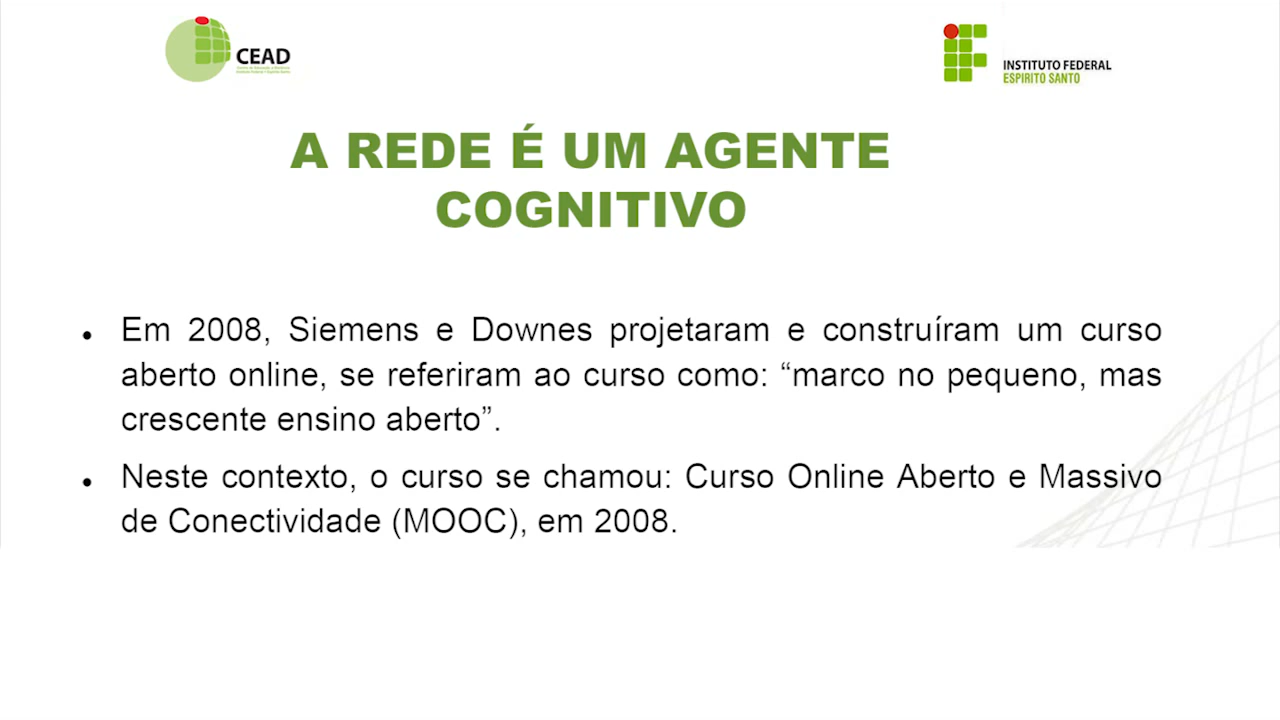 CEAD
INSTITUTO FEDERAL
ESPIRITO SANTO
A REDE É UM AGENTE
COGNITIVO
• Em 2008, Siemens e Downes projetaram e construíram um curso
aberto online, se referiram ao curso como: “marco no pequeno, mas
crescente ensino aberto”.
• Neste contexto, o curso se chamou: Curso Online Aberto e Massivo
de Conectividade (MOOC), em 2008.